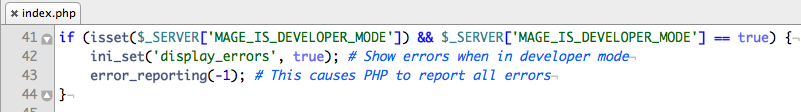 index.php
41 if (isset($_SERVER['MAGE_IS_DEVELOPER_MODE']) && $_SERVER['MAGE_IS_DEVELOPER_MODE'] == true) {¬
42     ini_set('display_errors', true); # Show errors when in developer mode¬
43     error_reporting(-1); # This causes PHP to report all errors¬
44 }¬